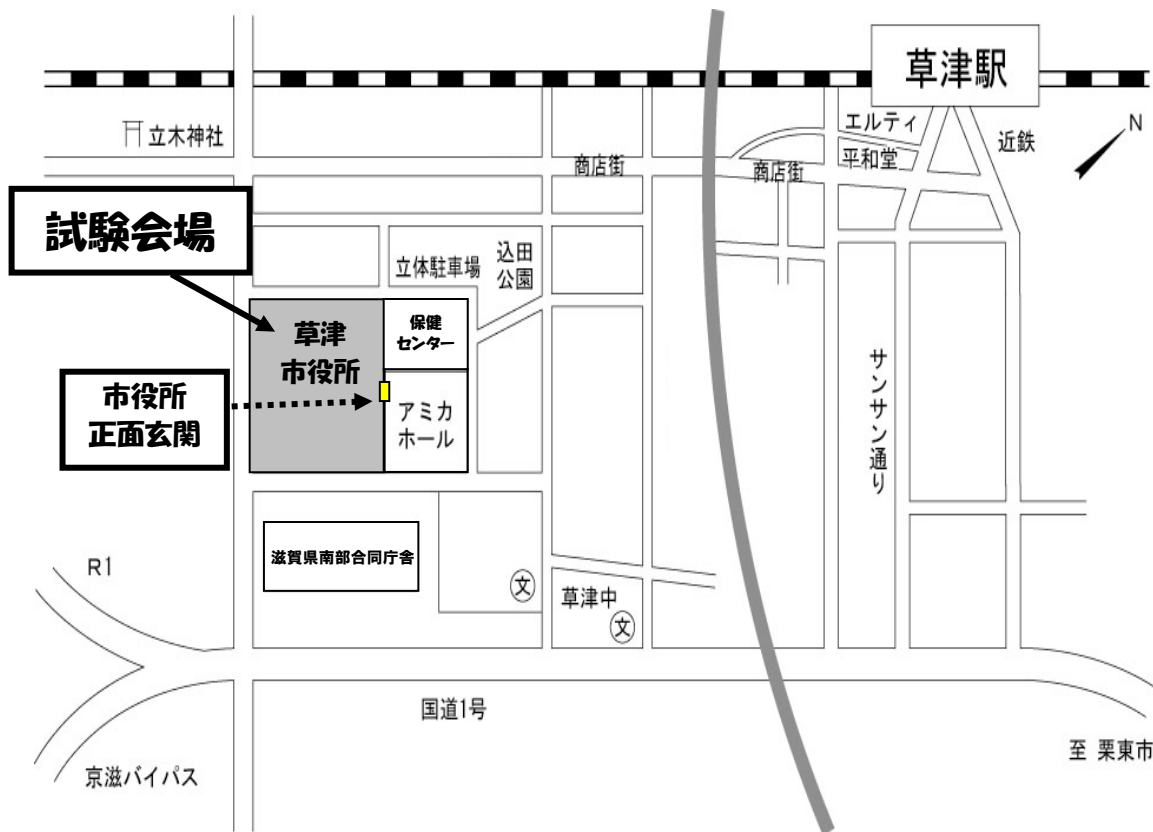 草津駅
エルティ
近鉄
N
立木神社
平和堂
商店街
商店街
試験会場
込田
公園
立体駐車場
草津
市役所
保健
センター
市役所
正面玄関
アミカ
ホール
サンサン通り
滋賀県南部合同庁舎
R1
文
草津中
文
国道1号
至 栗東市
京滋バイパス